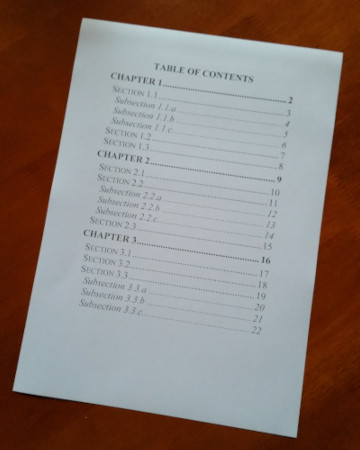 TABLE OF CONTENTS
CHAPTER 1 2
SECTION 1.1 3
Subsection 1.1.a 4
Subsection 1.1.b 5
Subsection 1.1.c 6
SECTION 1.2 7
SECTION 1.3 8
CHAPTER 2 9
SECTION 2.1 10
SECTION 2.2 11
Subsection 2.2.a 12
Subsection 2.2.b 13
Subsection 2.2.c 14
SECTION 2.3 15
CHAPTER 3 16
SECTION 3.1 17
SECTION 3.2 18
SECTION 3.3 19
Subsection 3.3.a 20
Subsection 3.3.b 21
Subsection 3.3.c 22